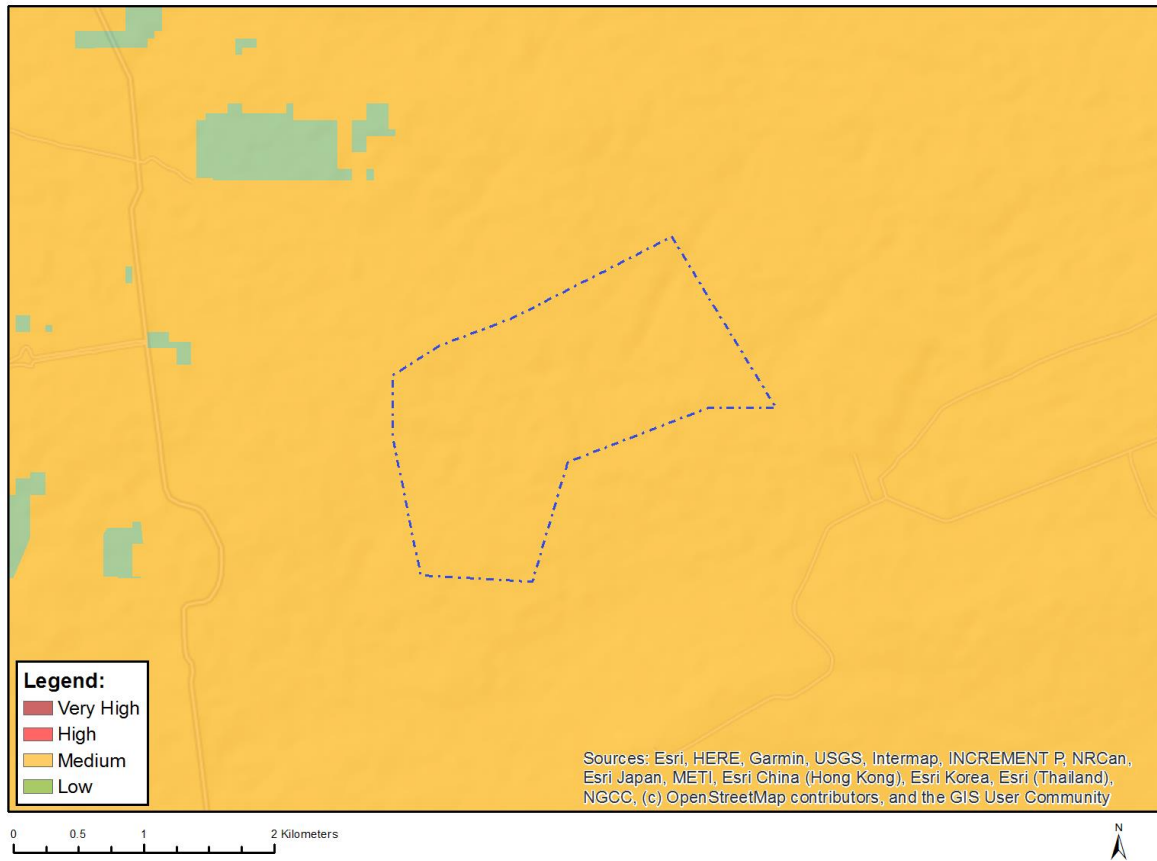 Legend:
Very High
High
Medium
Low
Sources: Esri, HERE, Garmin, USGS, Intermap, INCREMENT P, NRCan,
Esri Japan, METI, Esri China (Hong Kong), Esri Korea, Esri (Thailand),
NGCC, (c) OpenStreetMap contributors, and the GIS User Community
0 0.5 1 2 Kilometers
N